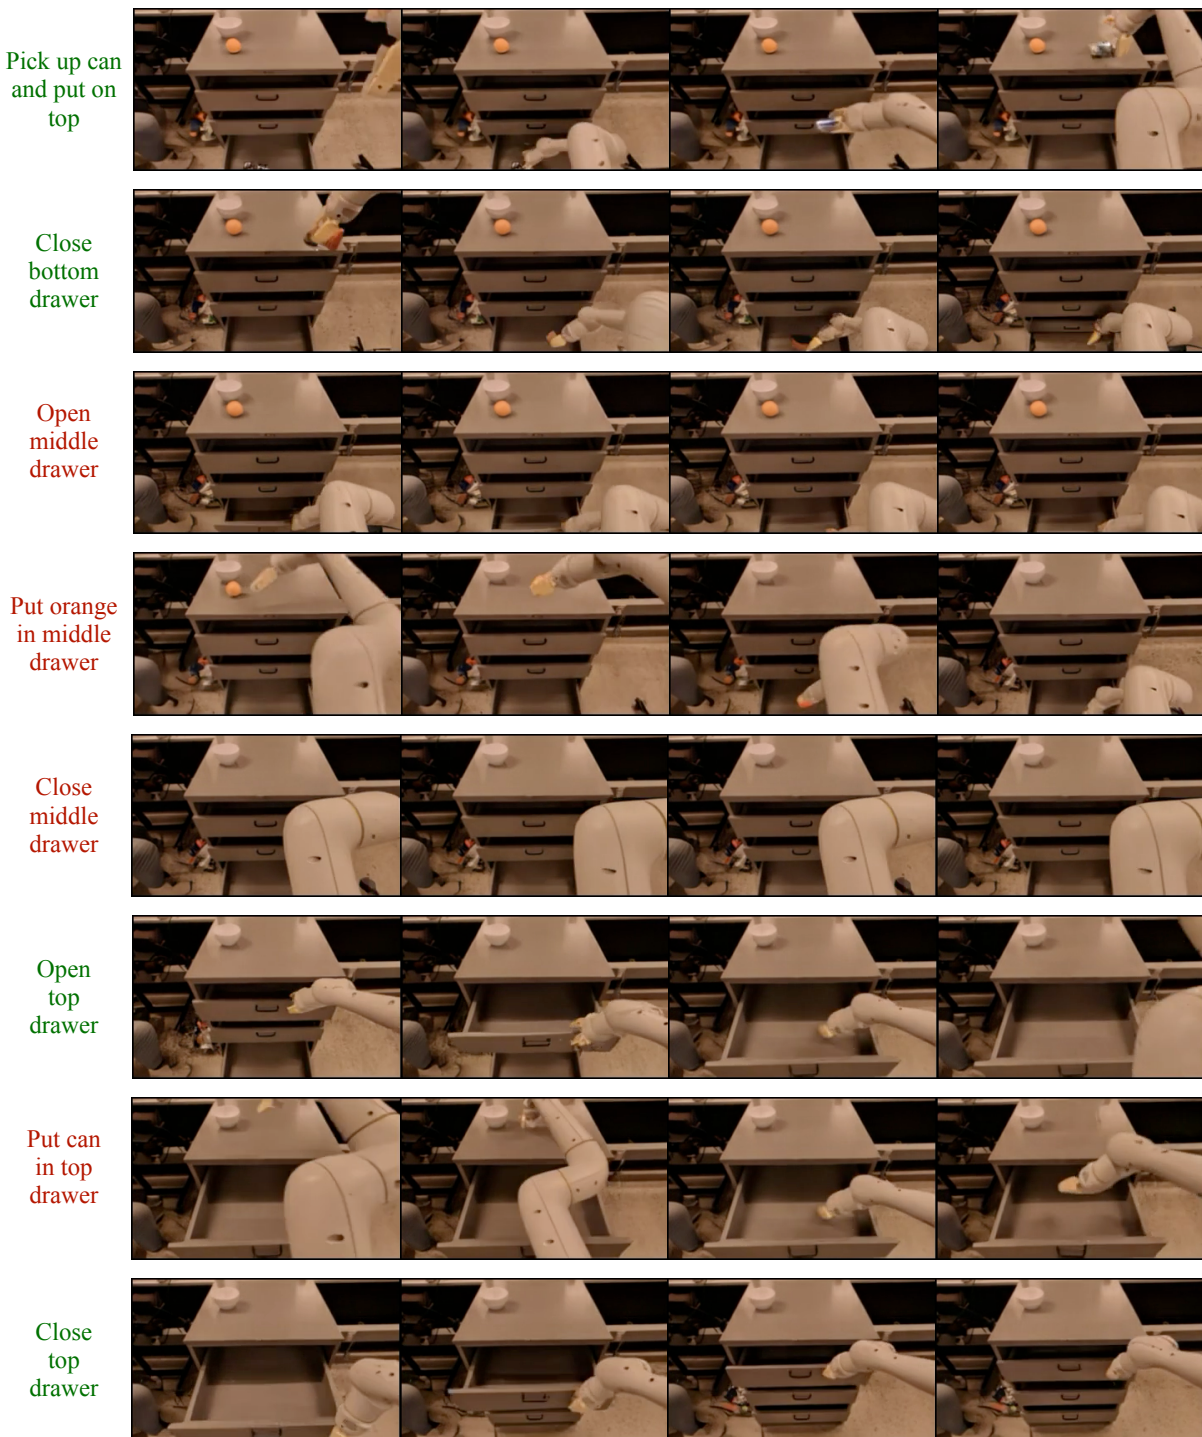 Pick up can
and put on
top
Close
bottom
drawer
Open
middle
drawer
Put orange
in middle
drawer
Close
middle
drawer
Open
top
drawer
Put can
in top
drawer
Close
top
drawer